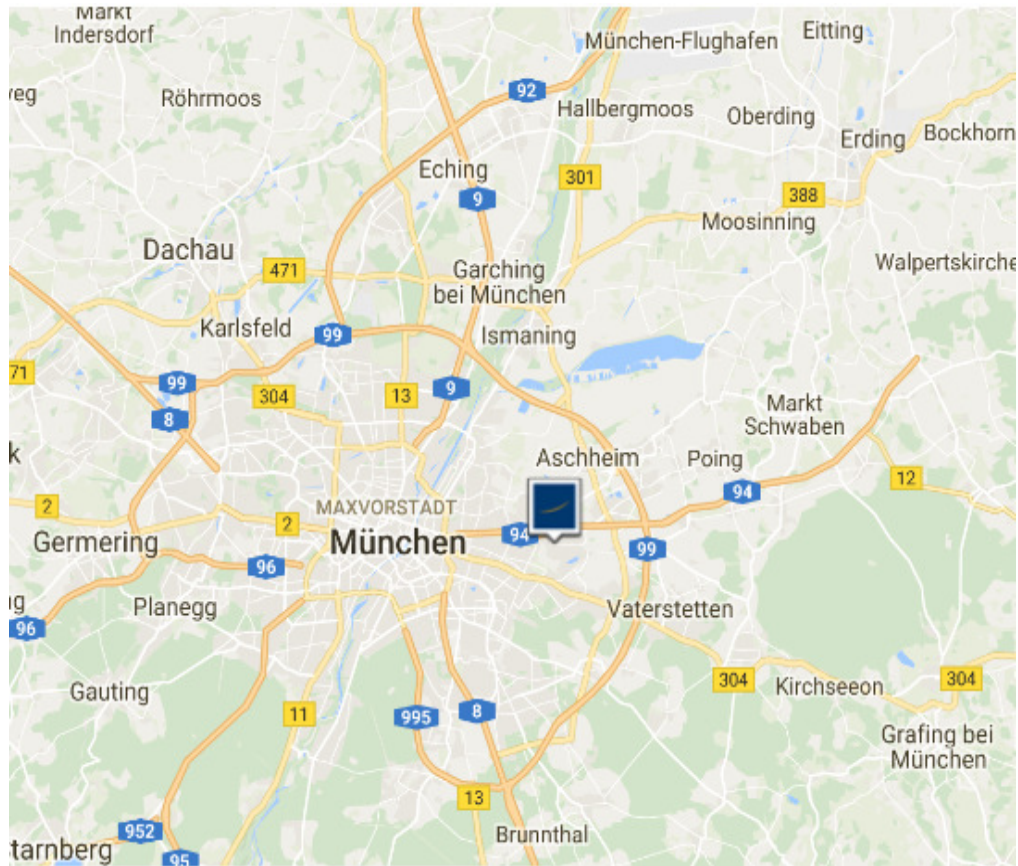 Markt
Indersdorf
Eitting
München-Flughafen
92
Röhrmoos
Hallbergmoos
Oberding
Bockhorn
Erding
Eching
301
9
388
Moosinning
Dachau
471
Garching
bei München
Walpertskirche
Karlsfeld
99
Ismaning
71
99
9
304
13
8
Markt
Schwaben
Aschheim
Poing
k
12
94
2
MAXVORSTADT
2
Germering
München
94
99
96
Planegg
Vaterstetten
96
Gauting
304
Kirchseeon
304
11
995
8
Grafing bei
München
13
952
Brunnthal
tarnberg
95